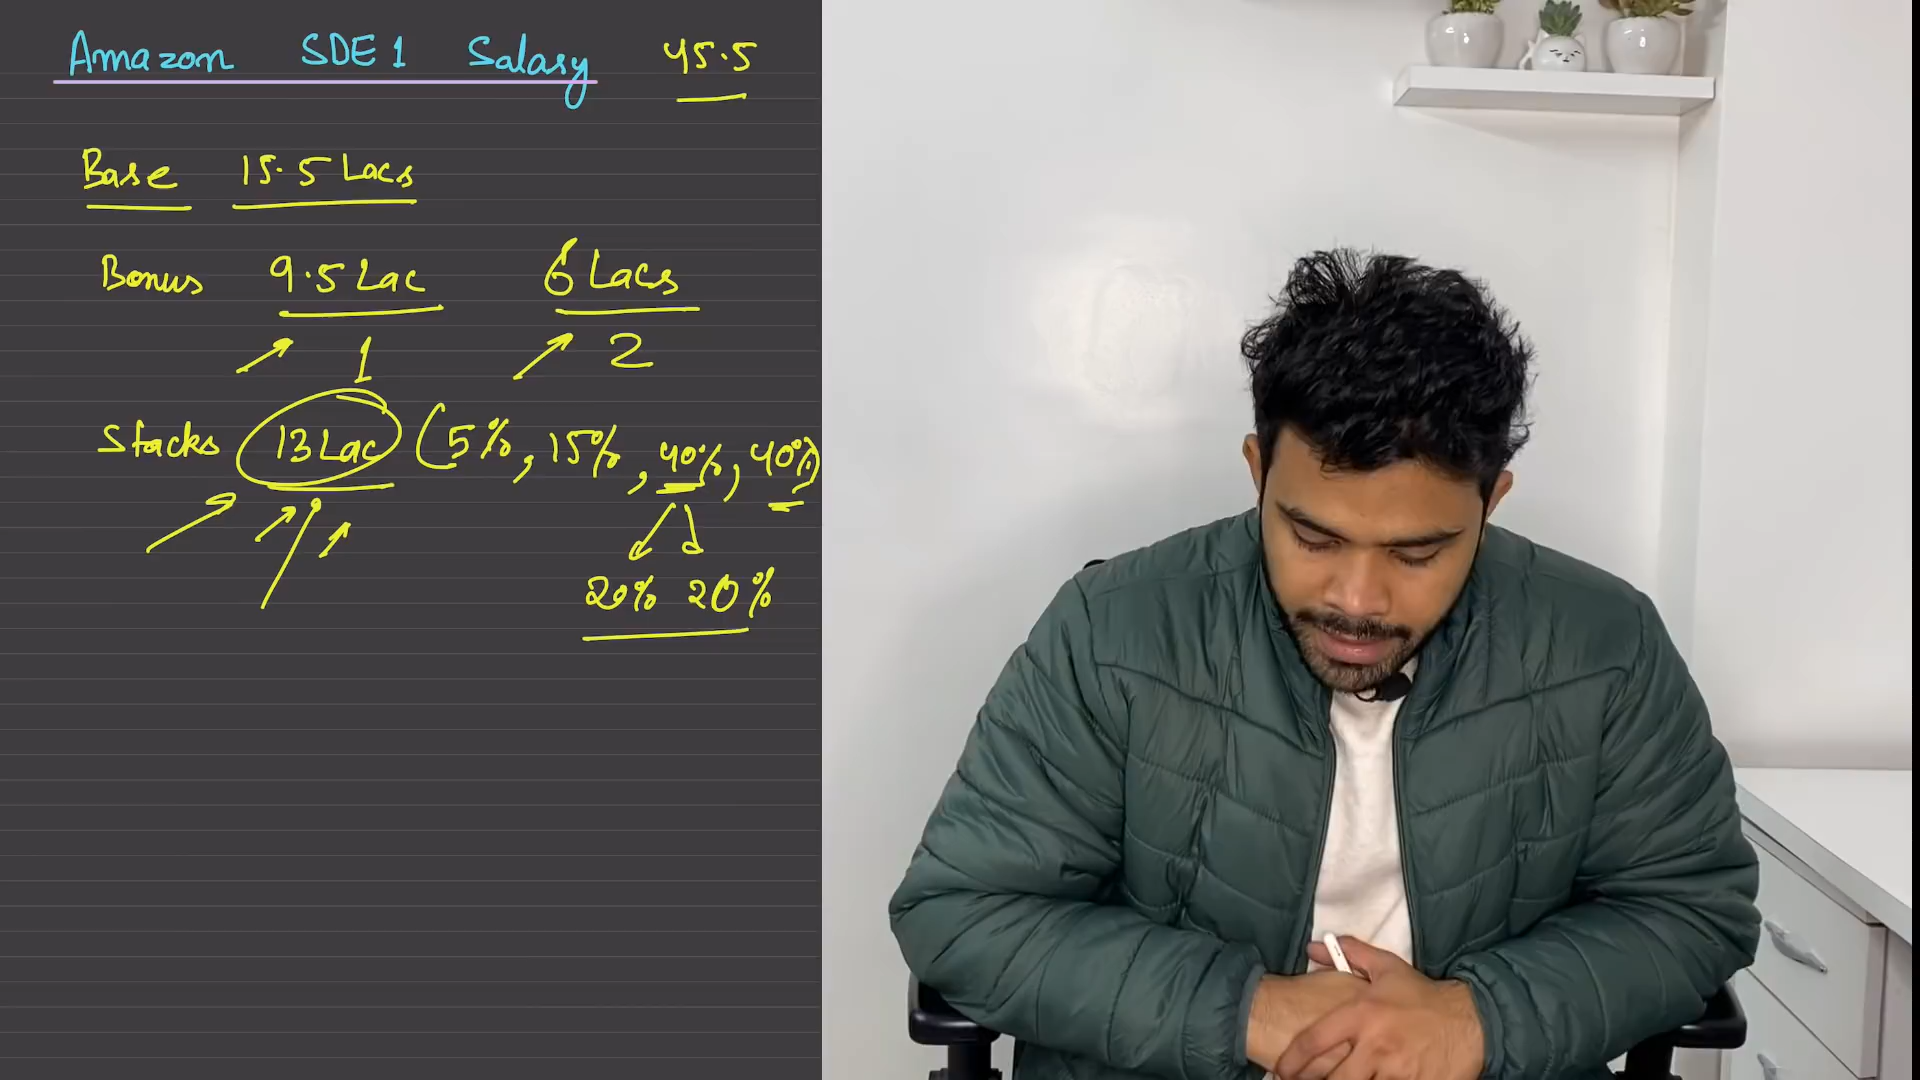 Amazon SDE 1 Salary 45.5
Base 15.5 Lacs
Bonus 9.5 Lac 6 Lacs
1 2
Stocks 13 Lac (5%, 15%, 40%, 40%)
20% 20%